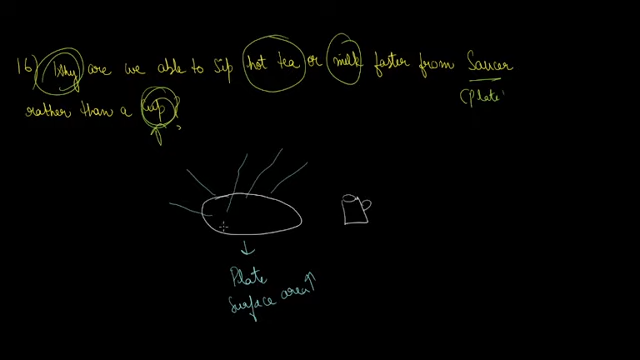 16) Why are we able to sip hot tea or milk faster from Saucer
(Plate)
rather than a cup ?
↓
Plate
Surface area ↑